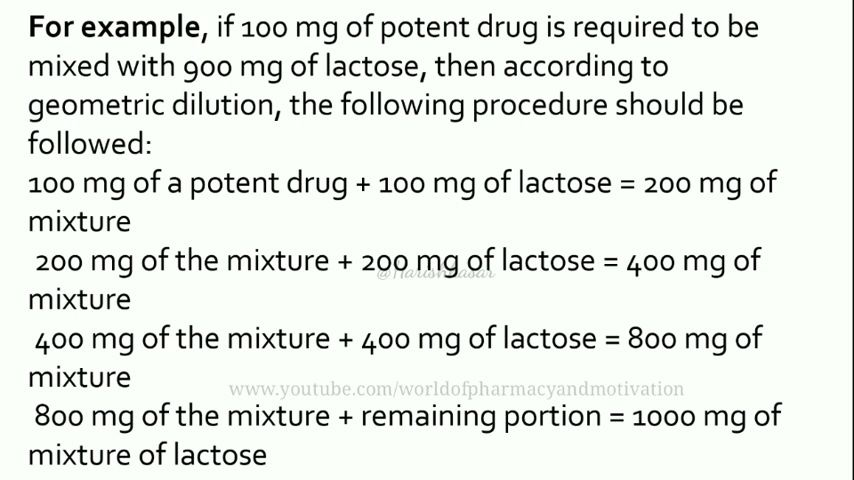 For example, if 100 mg of potent drug is required to be
mixed with 900 mg of lactose, then according to
geometric dilution, the following procedure should be
followed:
100 mg of a potent drug + 100 mg of lactose = 200 mg of
mixture
200 mg of the mixture + 200 mg of lactose = 400 mg of
mixture
400 mg of the mixture + 400 mg of lactose = 800 mg of
mixture
www.youtube.com/worldofpharmacyandmotivation
800 mg of the mixture + remaining portion = 1000 mg of
mixture of lactose